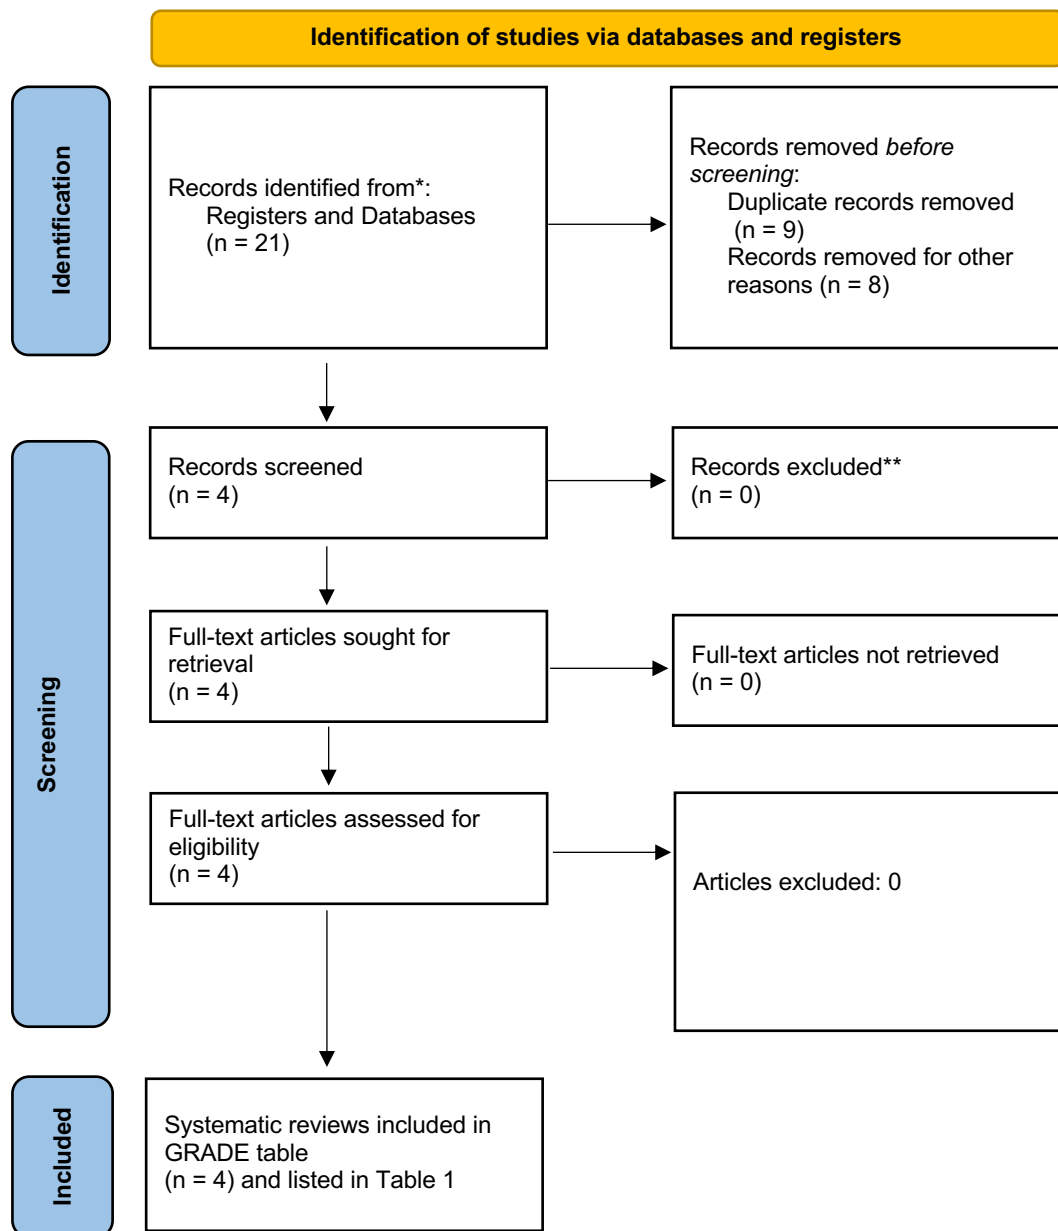 Identification of studies via databases and registers
Identification
Records identified from*:
Registers and Databases
(n = 21)
Records removed before
screening:
Duplicate records removed
(n = 9)
Records removed for other
reasons (n = 8)
Screening
Records screened
(n = 4)
Records excluded**
(n = 0)
Full-text articles sought for
retrieval
(n = 4)
Full-text articles not retrieved
(n = 0)
Full-text articles assessed for
eligibility
(n = 4)
Articles excluded: 0
Included
Systematic reviews included in
GRADE table
(n = 4) and listed in Table 1